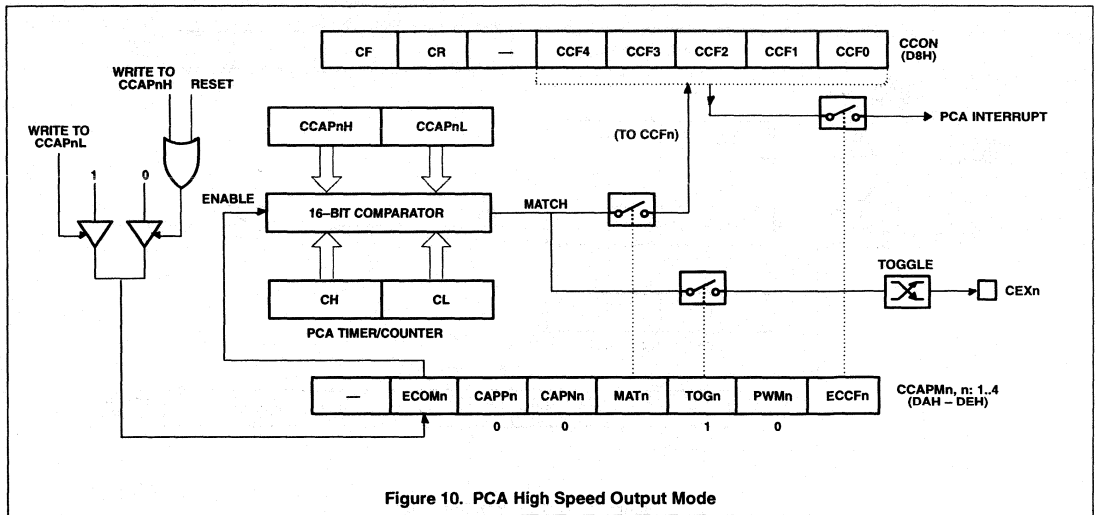 CF CR — CCF4 CCF3 CCF2 CCF1 CCF0
CCON
(D8H)
WRITE TO
CCAPnH
RESET
WRITE TO
CCAPnL
1
0
CCAPnH CCAPnL
(TO CCFn)
PCA INTERRUPT
ENABLE
16–BIT COMPARATOR
MATCH
TOGGLE
CH CL
CEXn
PCA TIMER/COUNTER
— ECOMn CAPPn CAPNn MATn TOGn PWMn ECCFn
CCAPMn, n: 1..4
(DAH – DEH)
0 0 1 0
Figure 10. PCA High Speed Output Mode